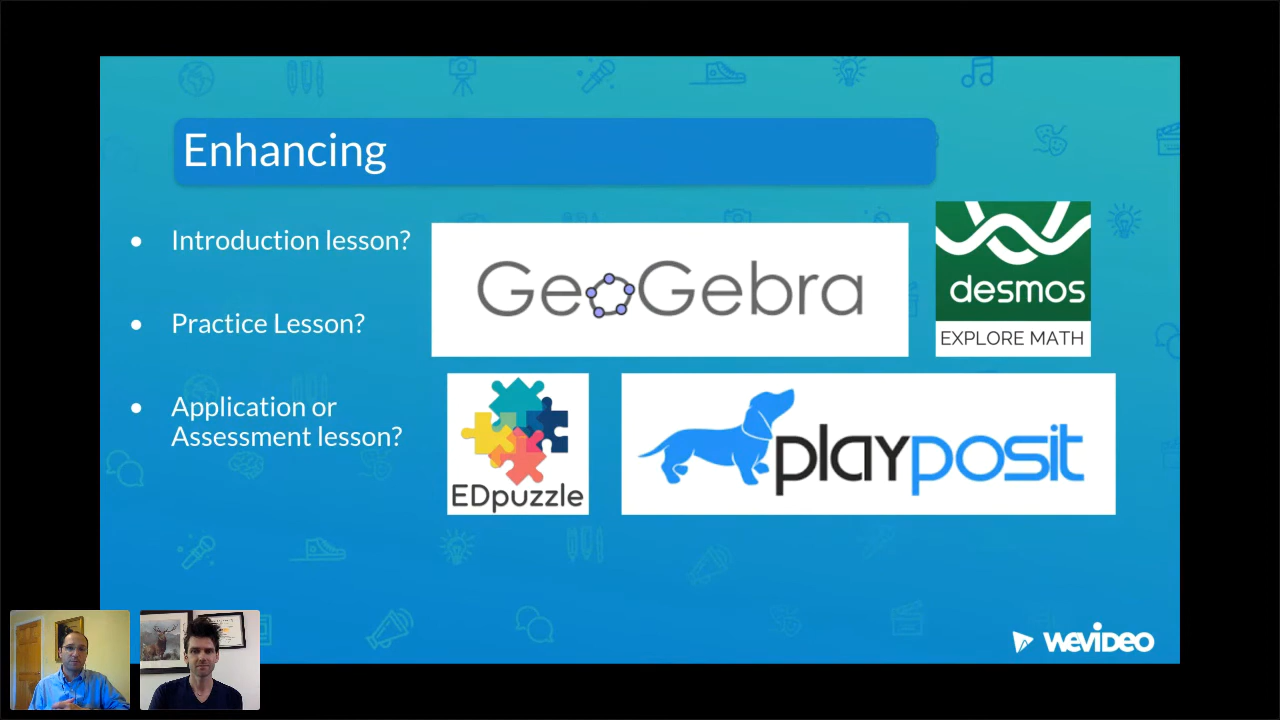 Enhancing
Introduction lesson?
Practice Lesson?
Application or
Assessment lesson?
GeoGebra
desmos
EXPLORE MATH
EDpuzzle
playposit
WEVIDEO